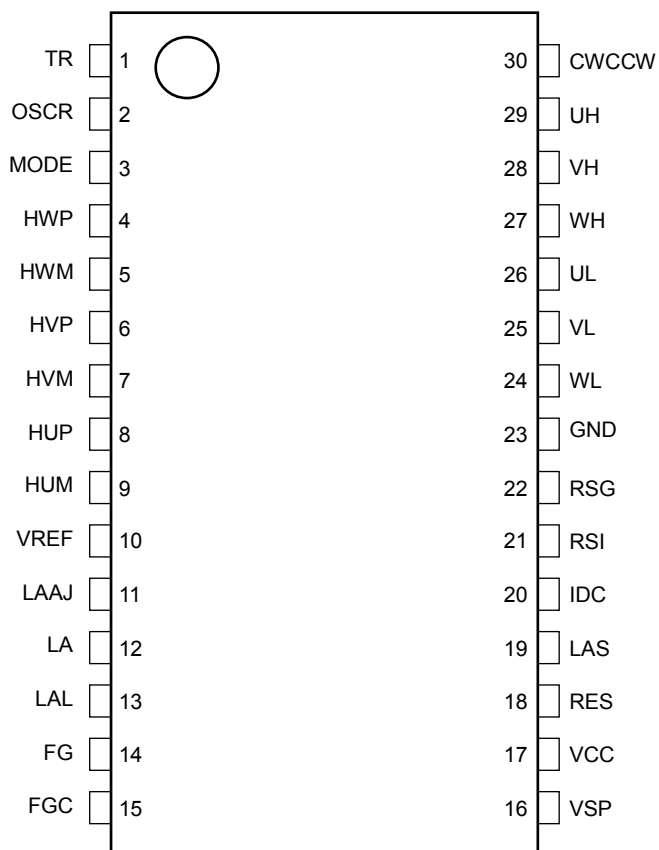 TR 1 30 CWCCW
OSCR 2 29 UH
MODE 3 28 VH
HWP 4 27 WH
HWM 5 26 UL
HVP 6 25 VL
HVM 7 24 WL
HUP 8 23 GND
HUM 9 22 RSG
VREF 10 21 RSI
LAAJ 11 20 IDC
LA 12 19 LAS
LAL 13 18 RES
FG 14 17 VCC
FGC 15 16 VSP